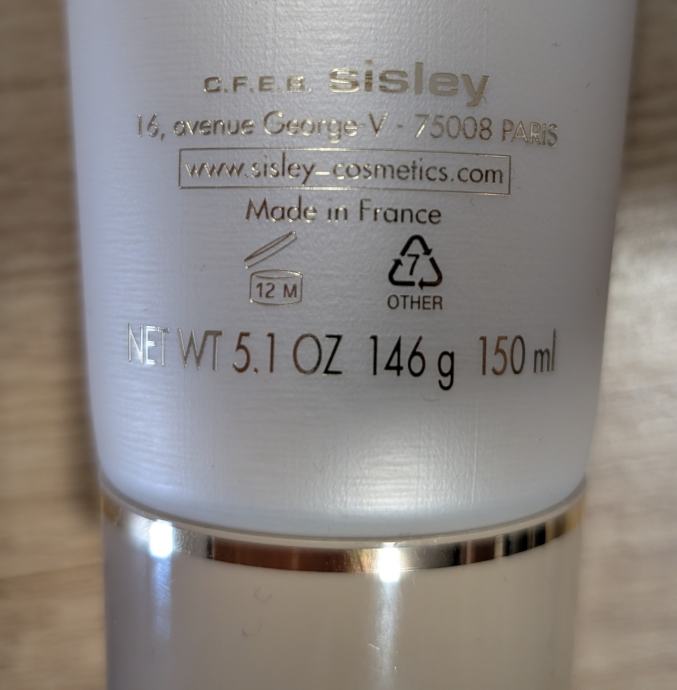 C.F.E.B. sisley
16, avenue George V - 75008 PARIS
www.sisley-cosmetics.com
Made in France
12 M
7
OTHER
NET WT 5.1 OZ 146 g 150 ml